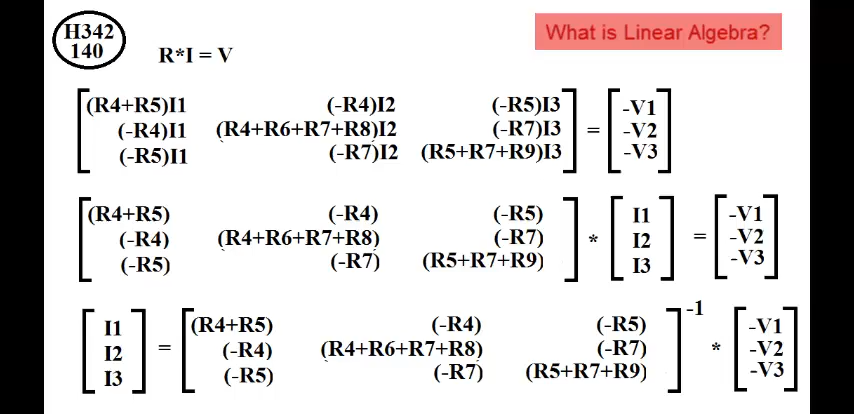 H342
140
What is Linear Algebra?
R*I = V
(R4+R5)I1 (-R4)I2 (-R5)I3 -V1
(-R4)I1 (R4+R6+R7+R8)I2 (-R7)I3 = -V2
(-R5)I1 (-R7)I2 (R5+R7+R9)I3 -V3
(R4+R5) (-R4) (-R5) I1 -V1
(-R4) (R4+R6+R7+R8) (-R7) * I2 = -V2
(-R5) (-R7) (R5+R7+R9) I3 -V3
-1
I1 (R4+R5) (-R4) (-R5) -V1
I2 = (-R4) (R4+R6+R7+R8) (-R7) * -V2
I3 (-R5) (-R7) (R5+R7+R9) -V3